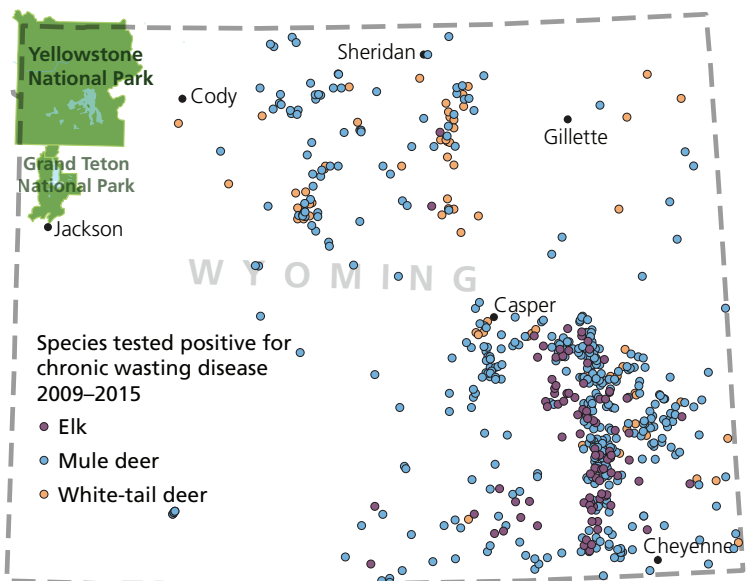 Yellowstone
National Park
Sheridan
Cody
Gillette
Grand Teton
National Park
Jackson
WYOMING
Casper
Species tested positive for
chronic wasting disease
2009–2015
Elk
Mule deer
White-tail deer
Cheyenne